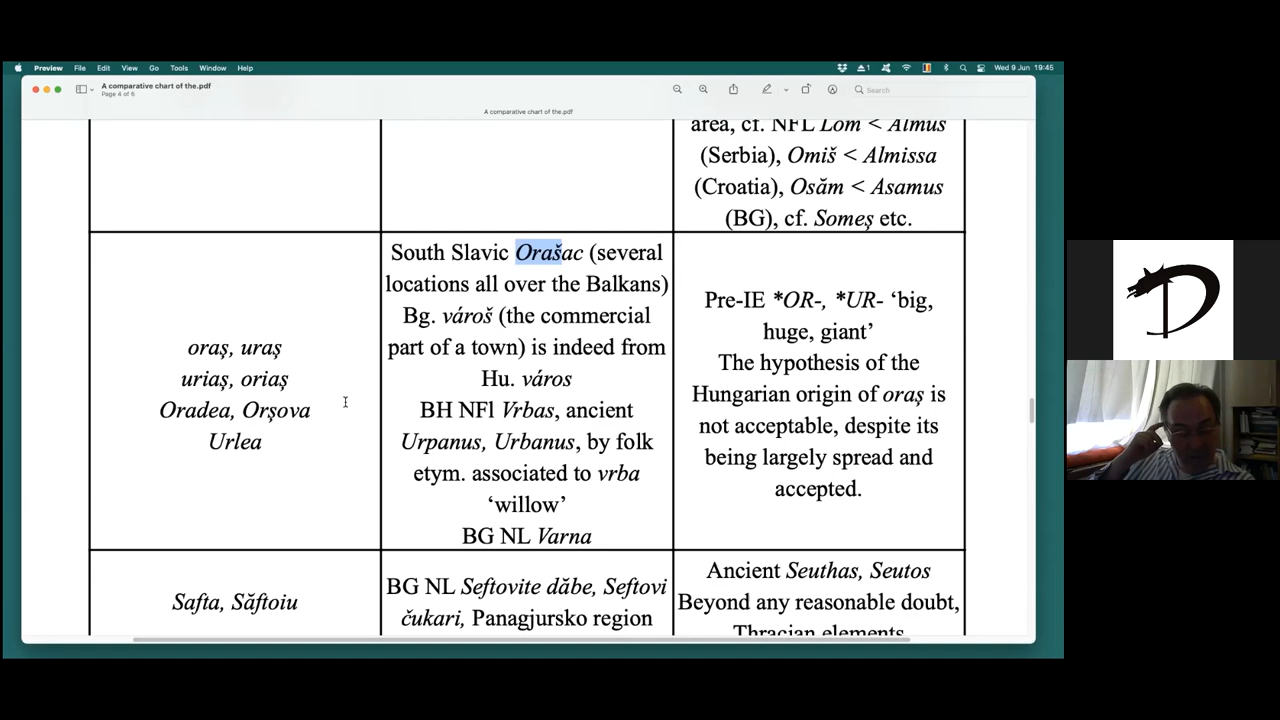 Preview File Edit View Go Tools Window Help
1 Wed 9 Jun 19:45
A comparative chart of the.pdf
Page 4 of 6
Search
A comparative chart of the.pdf
area, cf. NFL Lom < Almus
(Serbia), Omiš < Almissa
(Croatia), Osăm < Asamus
(BG), cf. Someș etc.
oraș, uraș
uriaș, oriaș
Oradea, Orșova
Urlea
South Slavic Orašac (several
locations all over the Balkans)
Bg. városš (the commercial
part of a town) is indeed from
Hu. város
BH NFl Vrbas, ancient
Urpanus, Urbanus, by folk
etym. associated to vrba
‘willow’
BG NL Varna
Pre-IE *OR-, *UR- ‘big,
huge, giant’
The hypothesis of the
Hungarian origin of oraș is
not acceptable, despite its
being largely spread and
accepted.
Safta, Săftoiu
BG NL Seftovite dăbe, Seftovi
čukari, Panagjursko region
Ancient Seuthas, Seutos
Beyond any reasonable doubt,
Thracian elements